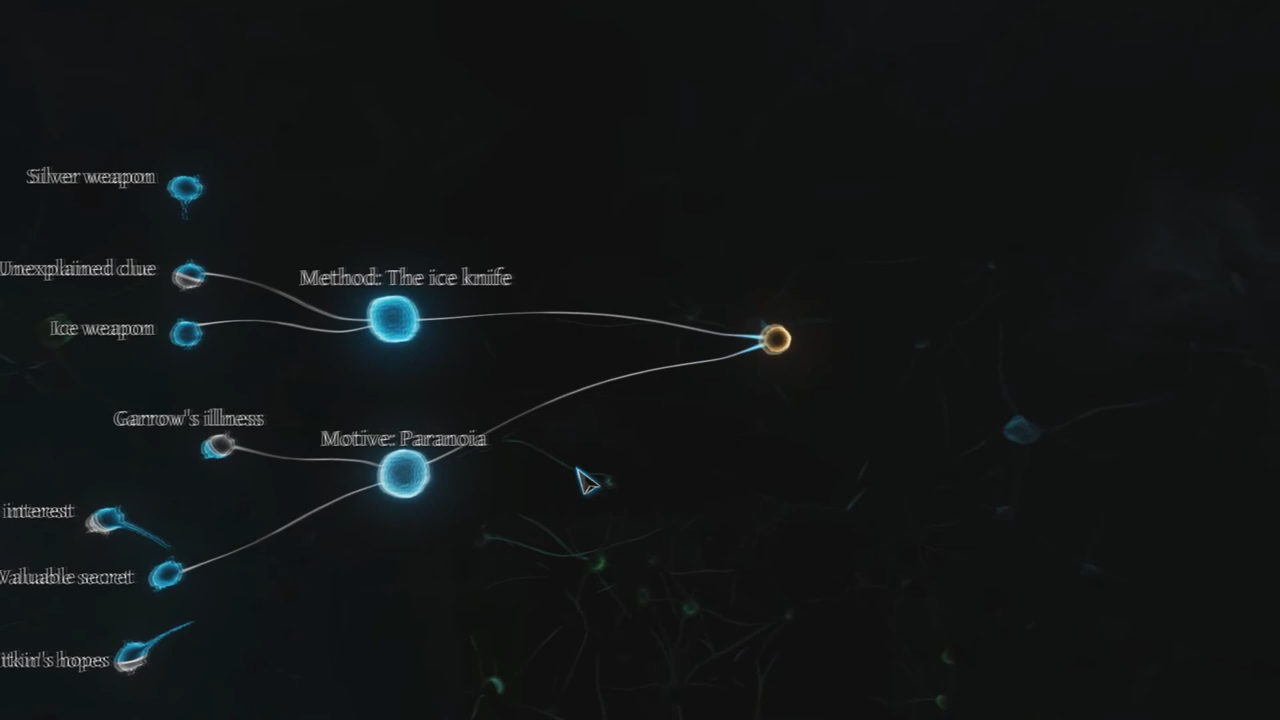 Silver weapon
Unexplained clue
Method: The ice knife
Ice weapon
Garrow's illness
Motive: Paranoia
interest
Valuable secret
hopes